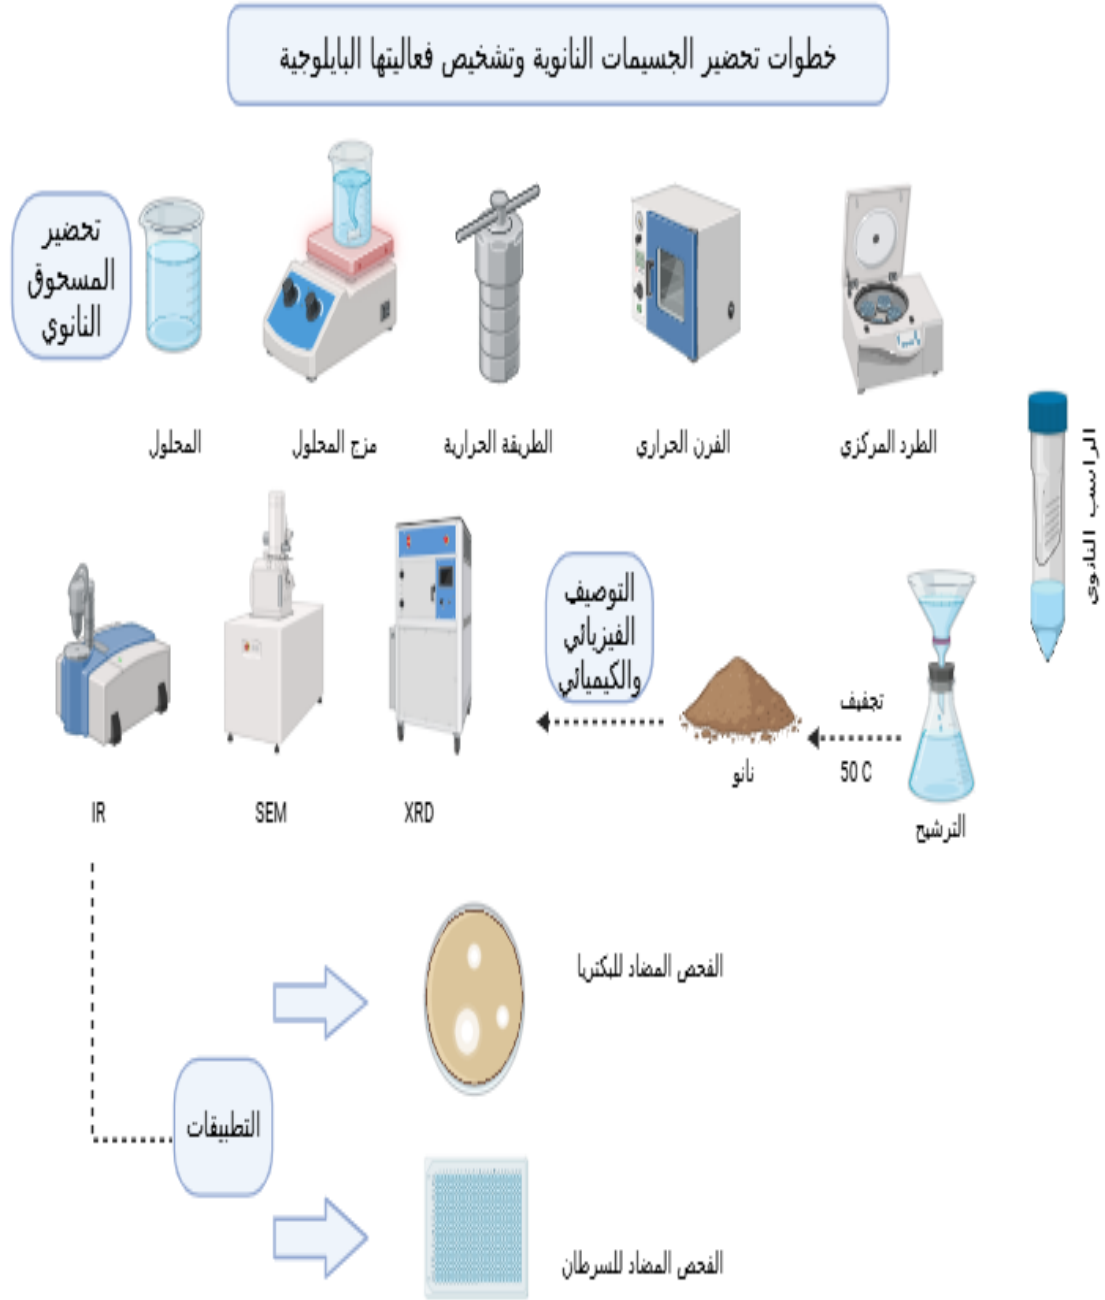 خطوات تحضير الجسيمات النانوية وتشخيص فعاليتها البايلوجية
تحضير
المسحوق
النانوي
المحلول
مزج المحلول
الطريقة الحرارية
الفرن الحراري
الطرد المركزي
الراسب النانوي
الترشيح
تجفيف
50 C
نانو
التوصيف
الفيزيائي
والكيميائي
XRD
SEM
IR
التطبيقات
الفحص المضاد للبكتريا
الفحص المضاد للسرطان